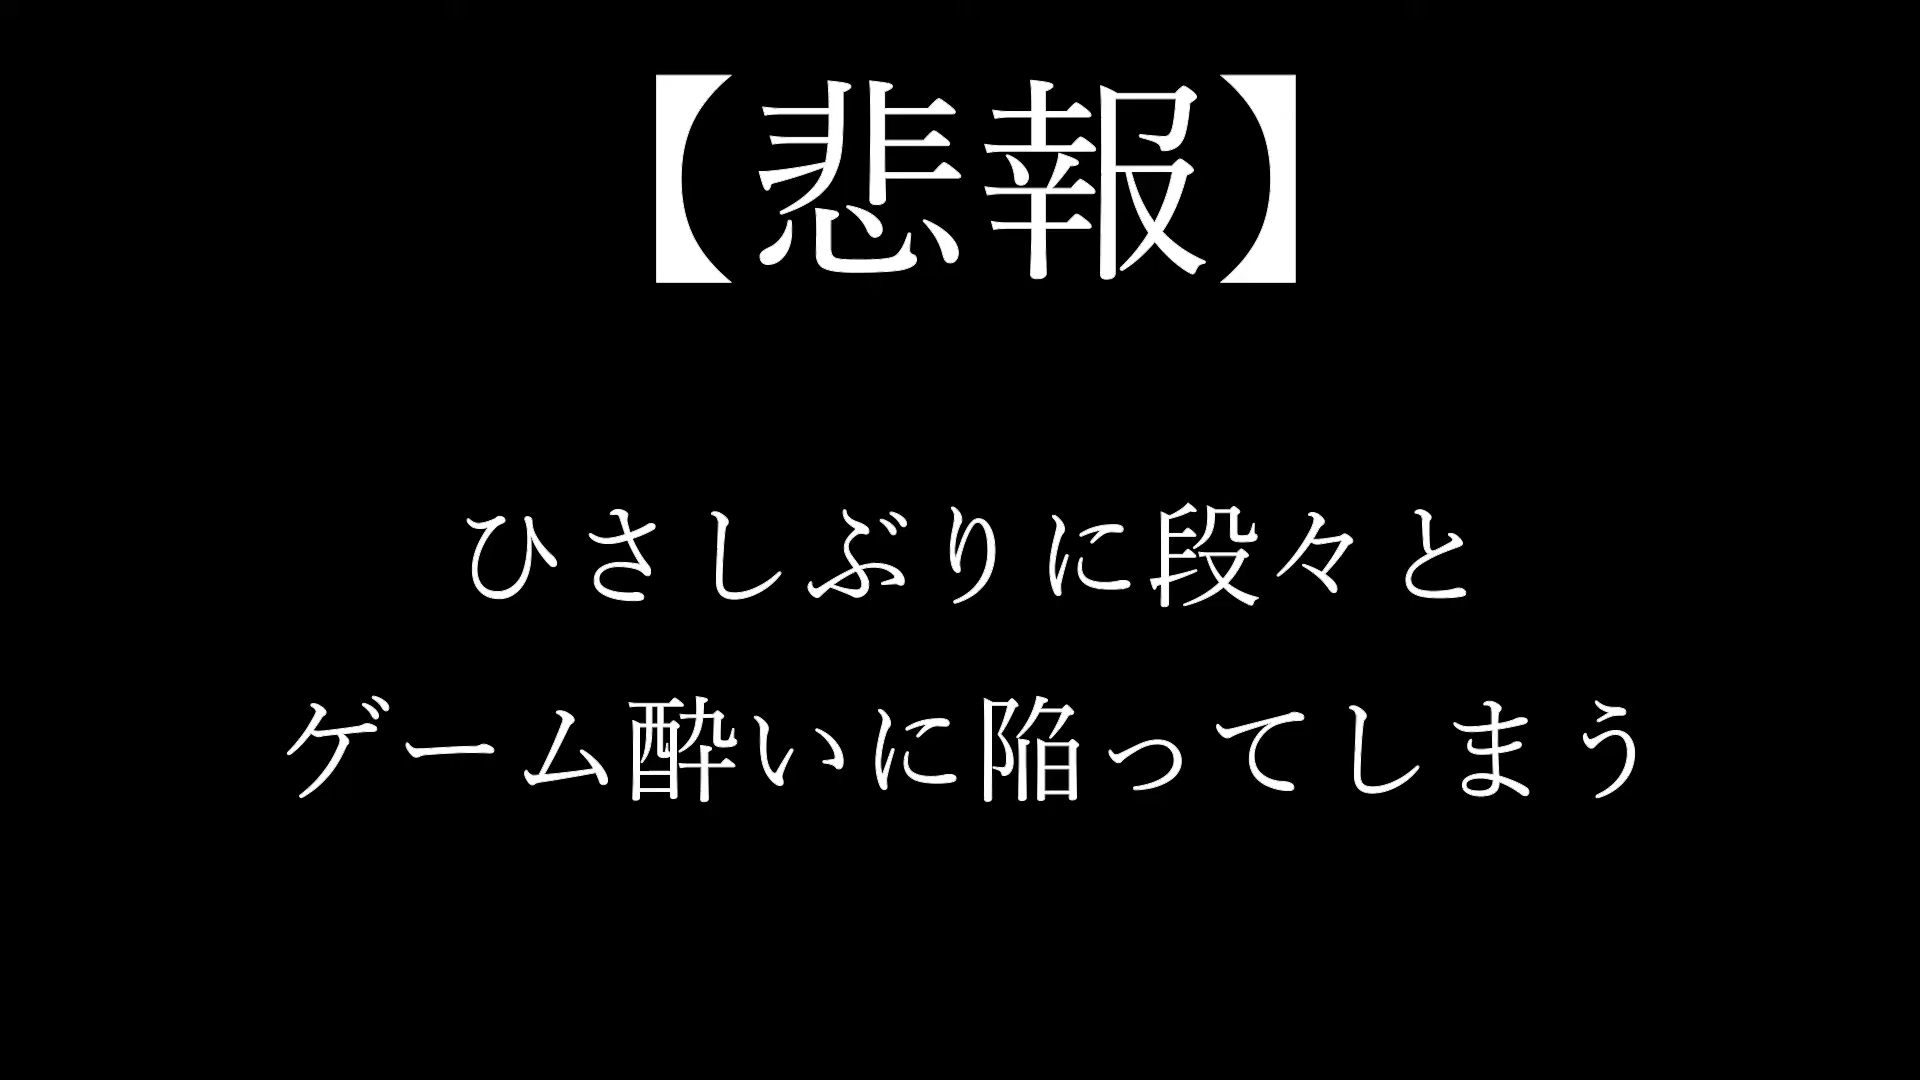 【悲報】
ひさしぶりに段々と
ゲーム酔いに陥ってしまう